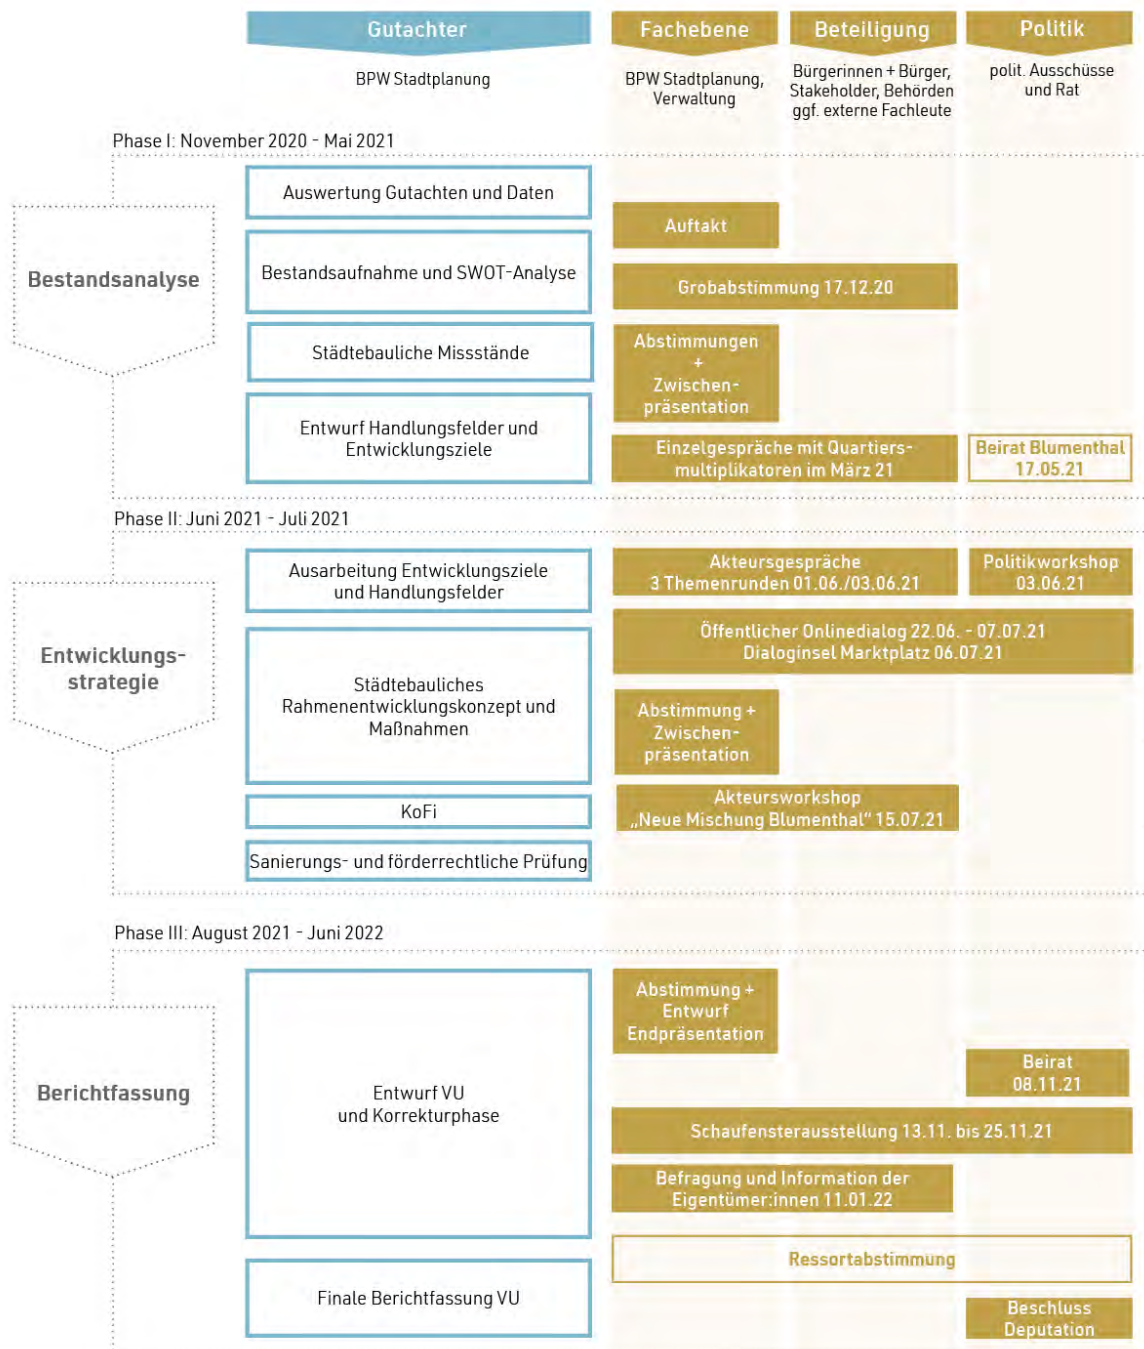 Gutachter
Fachebene
Beteiligung
Politik
BPW Stadtplanung
BPW Stadtplanung,
Verwaltung
Bürgerinnen + Bürger,
Stakeholder, Behörden
ggf. externe Fachleute
polit. Ausschüsse
und Rat
Phase I: November 2020 - Mai 2021
Bestandsanalyse
Auswertung Gutachten und Daten
Auftakt
Bestandsaufnahme und SWOT-Analyse
Grobabstimmung 17.12.20
Städtebauliche Missstände
Abstimmungen
+
Zwischen-
präsentation
Entwurf Handlungsfelder und
Entwicklungsziele
Einzelgespräche mit Quartiers-
multiplikatoren im März 21
Beirat Blumenthal
17.05.21
Phase II: Juni 2021 - Juli 2021
Entwicklungs-
strategie
Ausarbeitung Entwicklungsziele
und Handlungsfelder
Akteursgespräche
3 Themenrunden 01.06./03.06.21
Politikworkshop
03.06.21
Öffentlicher Onlinedialog 22.06. - 07.07.21
Dialoginsel Marktplatz 06.07.21
Städtebauliches
Rahmenentwicklungskonzept und
Maßnahmen
Abstimmung +
Zwischen-
präsentation
KoFi
Akteursworkshop
„Neue Mischung Blumenthal“ 15.07.21
Sanierungs- und förderrechtliche Prüfung
Phase III: August 2021 - Juni 2022
Berichtfassung
Entwurf VU
und Korrekturphase
Abstimmung +
Entwurf
Endpräsentation
Beirat
08.11.21
Schaufensterausstellung 13.11. bis 25.11.21
Befragung und Information der
Eigentümer:innen 11.01.22
Ressortabstimmung
Finale Berichtfassung VU
Beschluss
Deputation